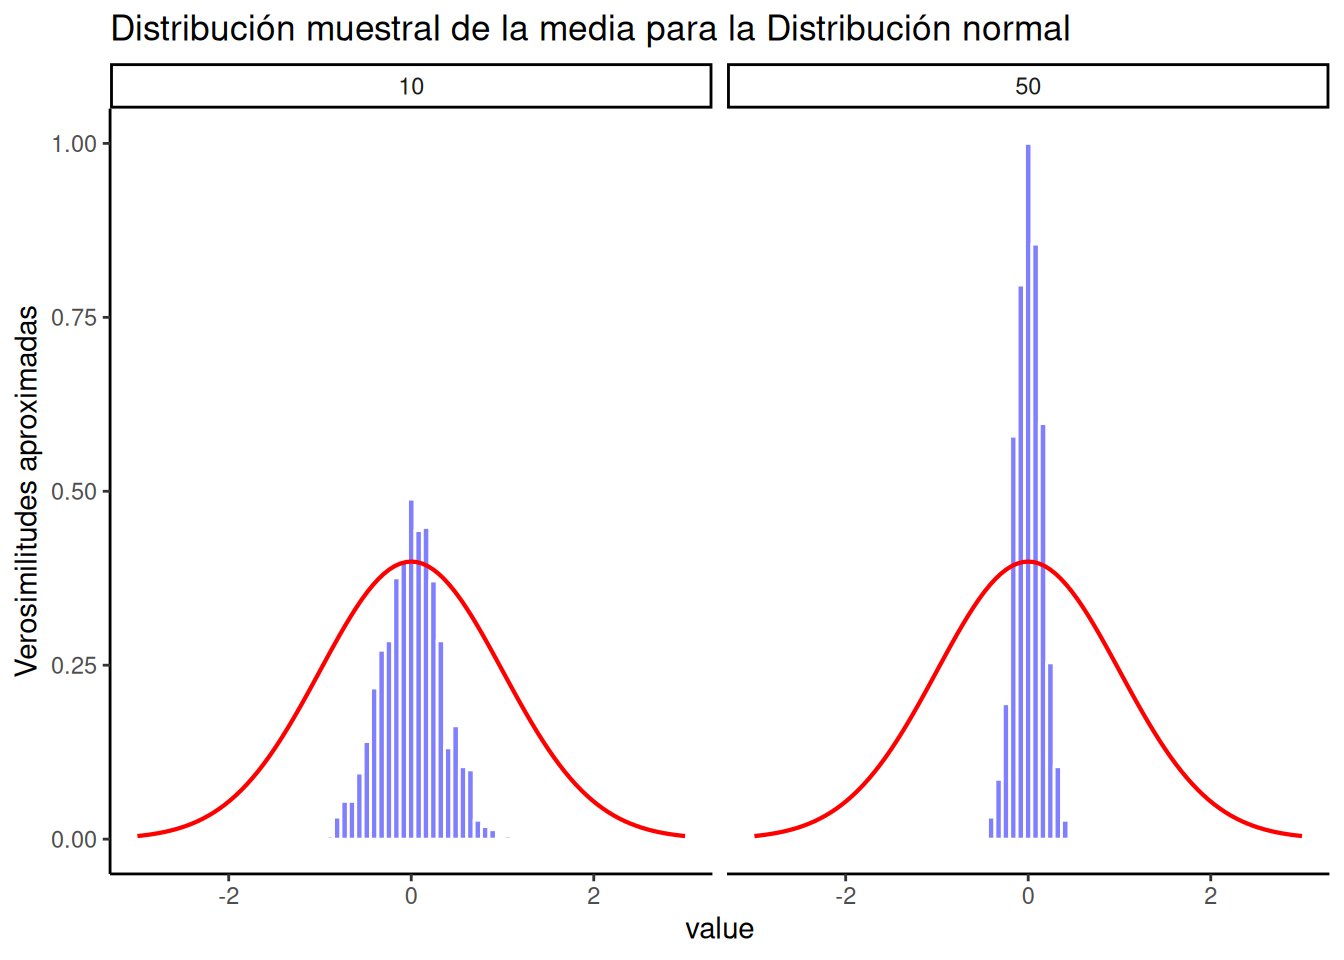 Distribución muestral de la media para la Distribución normal
10
50
Verosimilitudes aproximadas
1.00
0.75
0.50
0.25
0.00
-2 0 2
-2 0 2
value